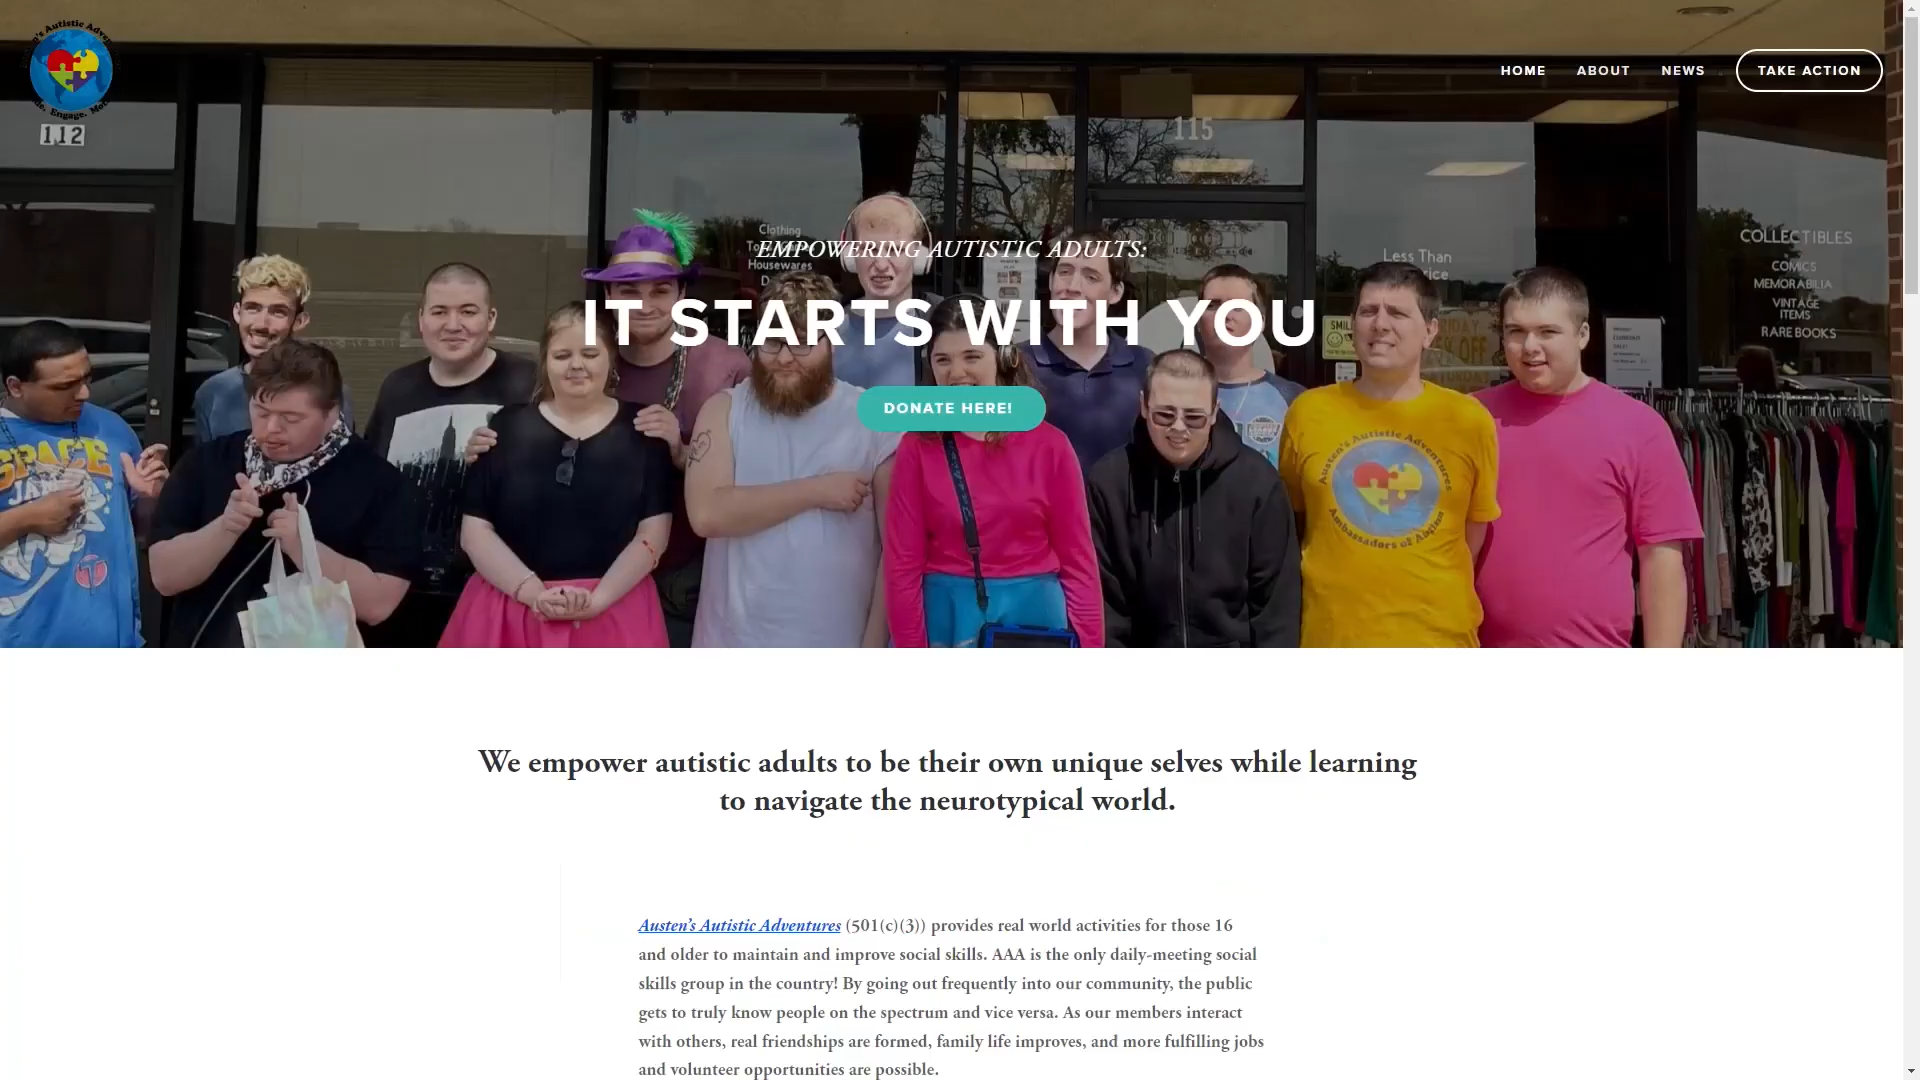 Austen's Autistic Adventures
Engage.
HOME
ABOUT
NEWS
TAKE ACTION
112
115
Clothing
Housewares
EMPOWERING AUTISTIC ADULTS:
IT STARTS WITH YOU
DONATE HERE!
Less Than
COLLECTIBLES
COMICS
MEMORABILIA
VINTAGE
ITEMS
RARE BOOKS
SPACE
Austen's Autistic Adventures
Ambassadors of Autism
We empower autistic adults to be their own unique selves while learning
to navigate the neurotypical world.
Austen's Autistic Adventures (501(c)(3)) provides real world activities for those 16
and older to maintain and improve social skills. AAA is the only daily-meeting social
skills group in the country! By going out frequently into our community, the public
gets to truly know people on the spectrum and vice versa. As our members interact
with others, real friendships are formed, family life improves, and more fulfilling jobs
and volunteer opportunities are possible.